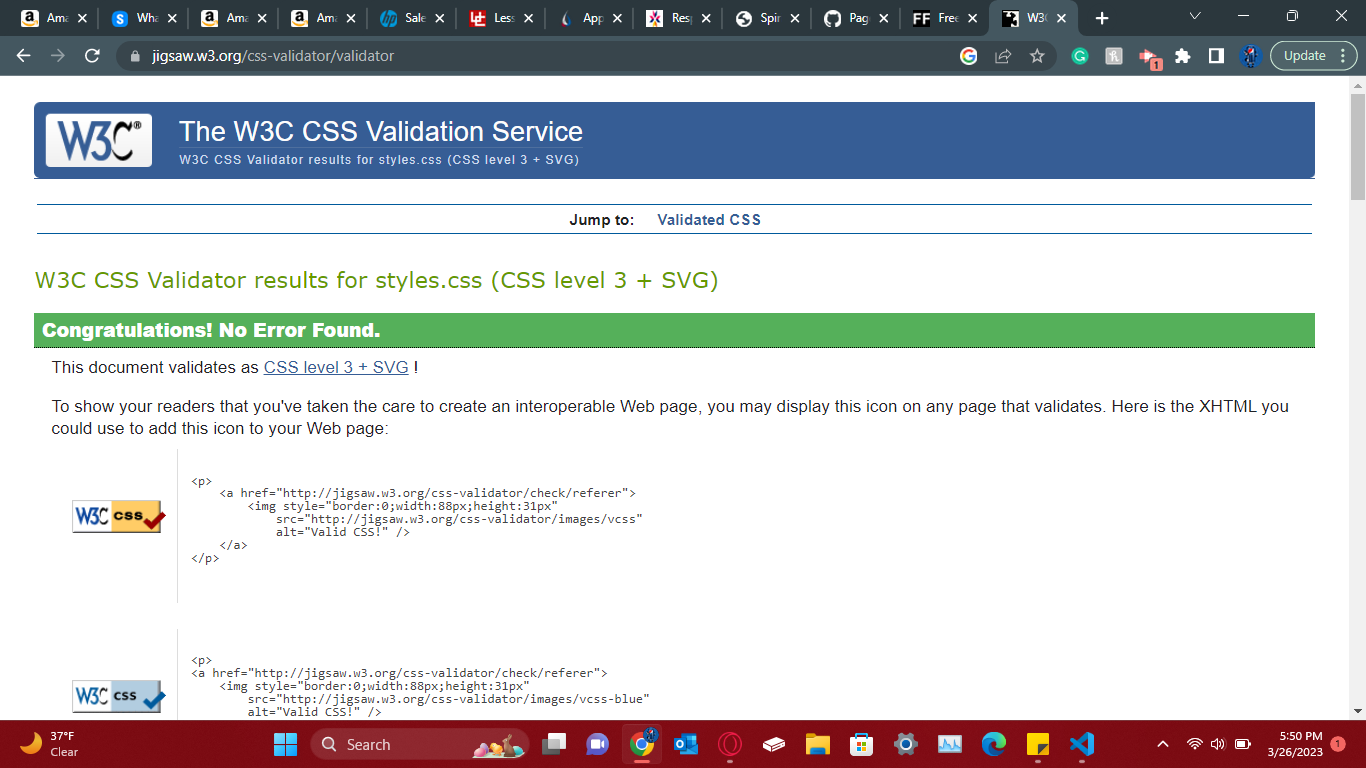 Ama
Wha
Ama
Ama
Sale
Less
App
Res
Spir
Pag
FF Free
W3C
jigsaw.w3.org/css-validator/validator
1
Update
W3C®
The W3C CSS Validation Service
W3C CSS Validator results for styles.css (CSS level 3 + SVG)
Jump to: Validated CSS
W3C CSS Validator results for styles.css (CSS level 3 + SVG)
Congratulations! No Error Found.
This document validates as CSS level 3 + SVG !
To show your readers that you've taken the care to create an interoperable Web page, you may display this icon on any page that validates. Here is the XHTML you
could use to add this icon to your Web page:
W3C css
<p>
<a href="http://jigsaw.w3.org/css-validator/check/referer">
<img style="border:0;width:88px;height:31px"
src="http://jigsaw.w3.org/css-validator/images/vcss"
alt="Valid CSS!" />
</a>
</p>
W3C css
<p>
<a href="http://jigsaw.w3.org/css-validator/check/referer">
<img style="border:0;width:88px;height:31px"
src="http://jigsaw.w3.org/css-validator/images/vcss-blue"
alt="Valid CSS!" />
37°F
Clear
Search
5:50 PM
3/26/2023
1